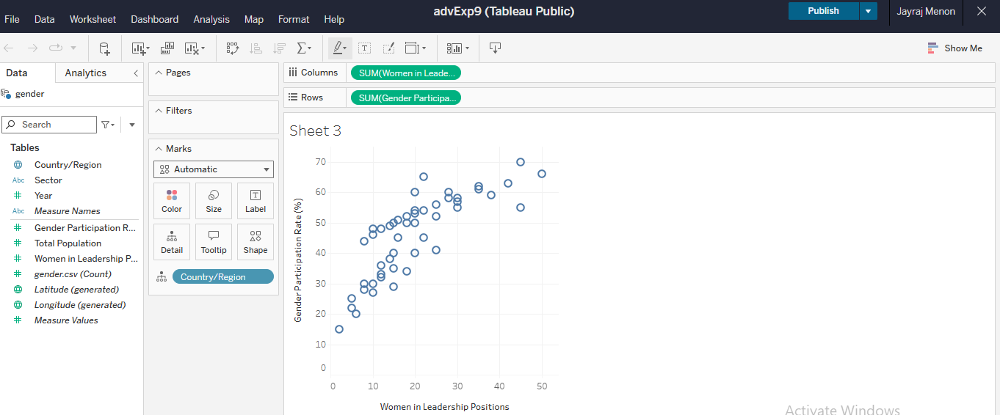 advExp9 (Tableau Public)
Publish
Jayraj Menon
File Data Worksheet Dashboard Analysis Map Format Help
Show Me
Data Analytics
gender
Search
Tables
Country/Region
Sector
Year
Measure Names
Gender Participation R...
Total Population
Women in Leadership P...
gender.csv (Count)
Latitude (generated)
Longitude (generated)
Measure Values
Abc
Abc
Pages
Filters
Marks
Automatic
Color Size Label
Detail Tooltip Shape
Country/Region
Columns SUM(Women in Leade...
Rows SUM(Gender Participa...
Sheet 3
Gender Participation Rate (%)
70
60
50
40
30
20
10
0
0 10 20 30 40 50
Women in Leadership Positions
Activate Windows